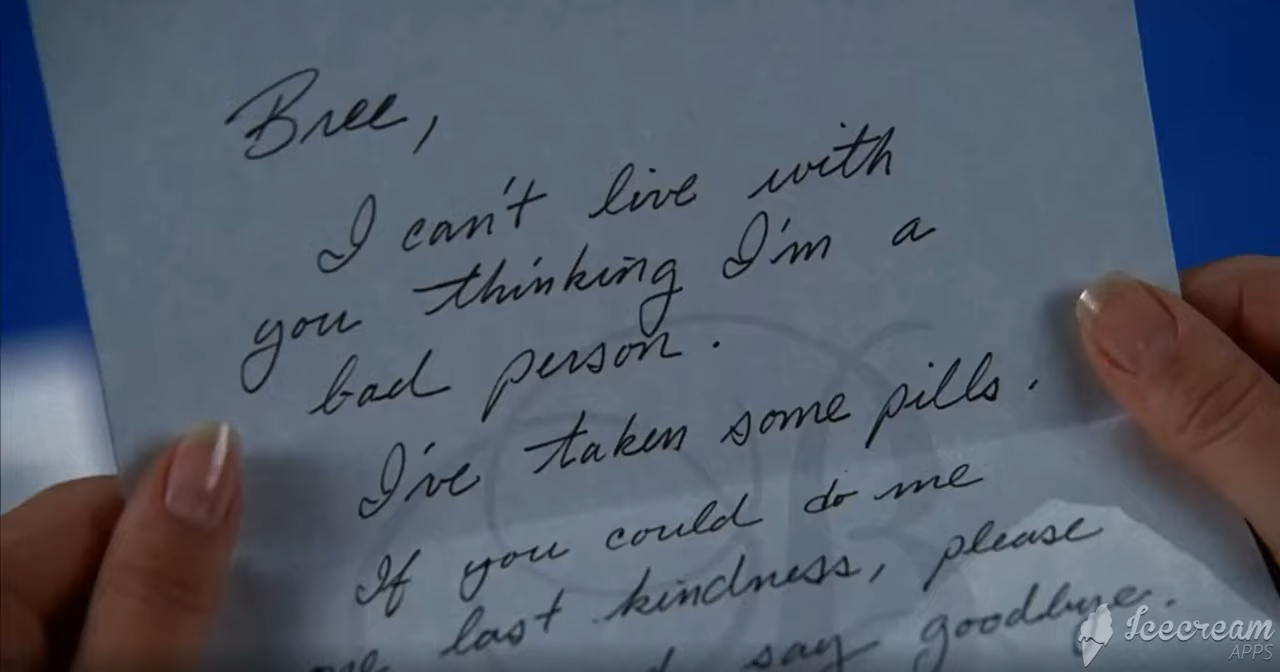 Bree,
I can't live with
you thinking I'm a
bad person.
I've taken some pills.
If you could do me
one last kindness, please
say goodbye.
Icecream
APPS